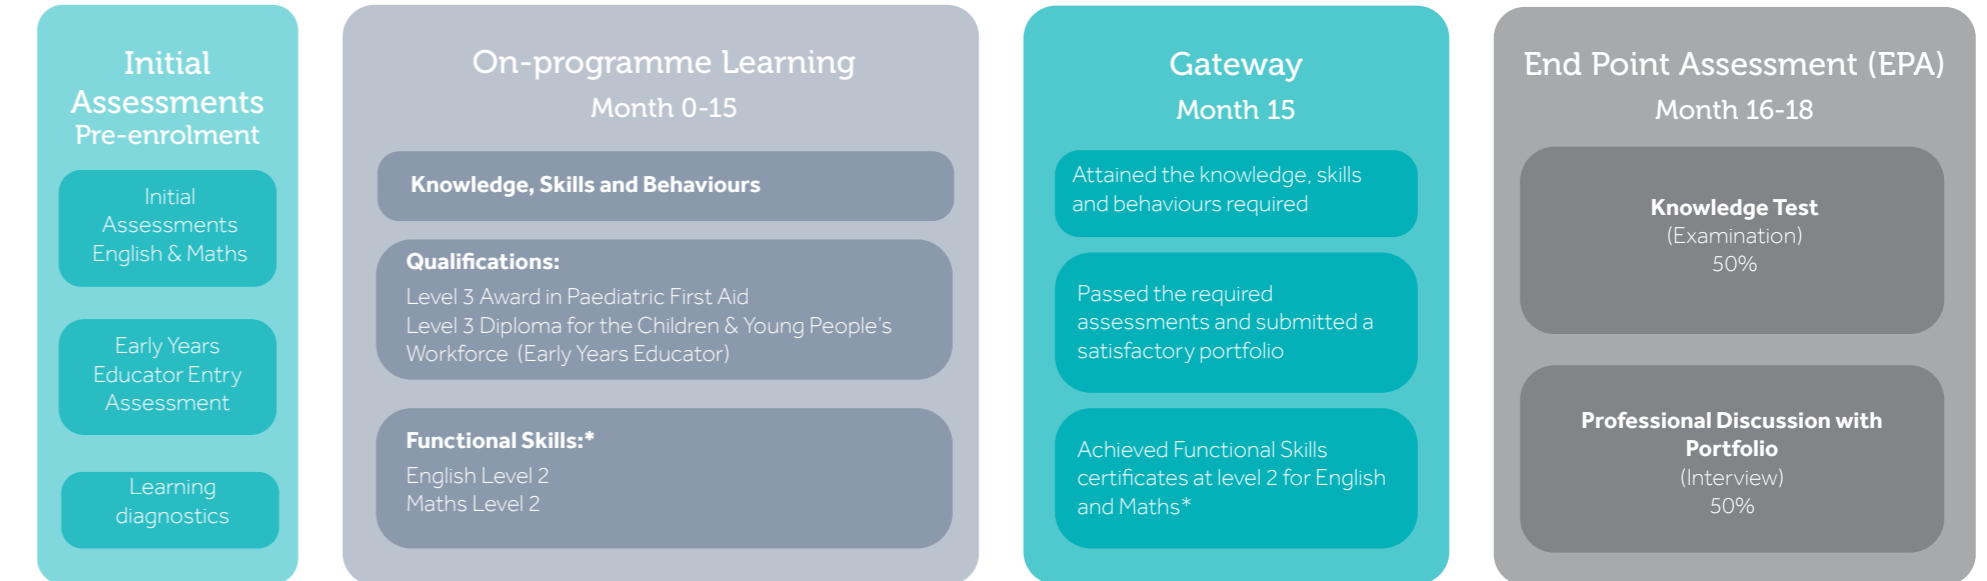 Initial
Assessments
Pre-enrolment
Initial
Assessments
English & Maths
Early Years
Educator Entry
Assessment
Learning
diagnostics
On-programme Learning
Month 0-15
Knowledge, Skills and Behaviours
Qualifications:
Level 3 Award in Paediatric First Aid
Level 3 Diploma for the Children & Young People's
Workforce (Early Years Educator)
Functional Skills:*
English Level 2
Maths Level 2
Gateway
Month 15
Attained the knowledge, skills
and behaviours required
Passed the required
assessments and submitted a
satisfactory portfolio
Achieved Functional Skills
certificates at level 2 for English
and Maths*
End Point Assessment (EPA)
Month 16-18
Knowledge Test
(Examination)
50%
Professional Discussion with
Portfolio
(Interview)
50%